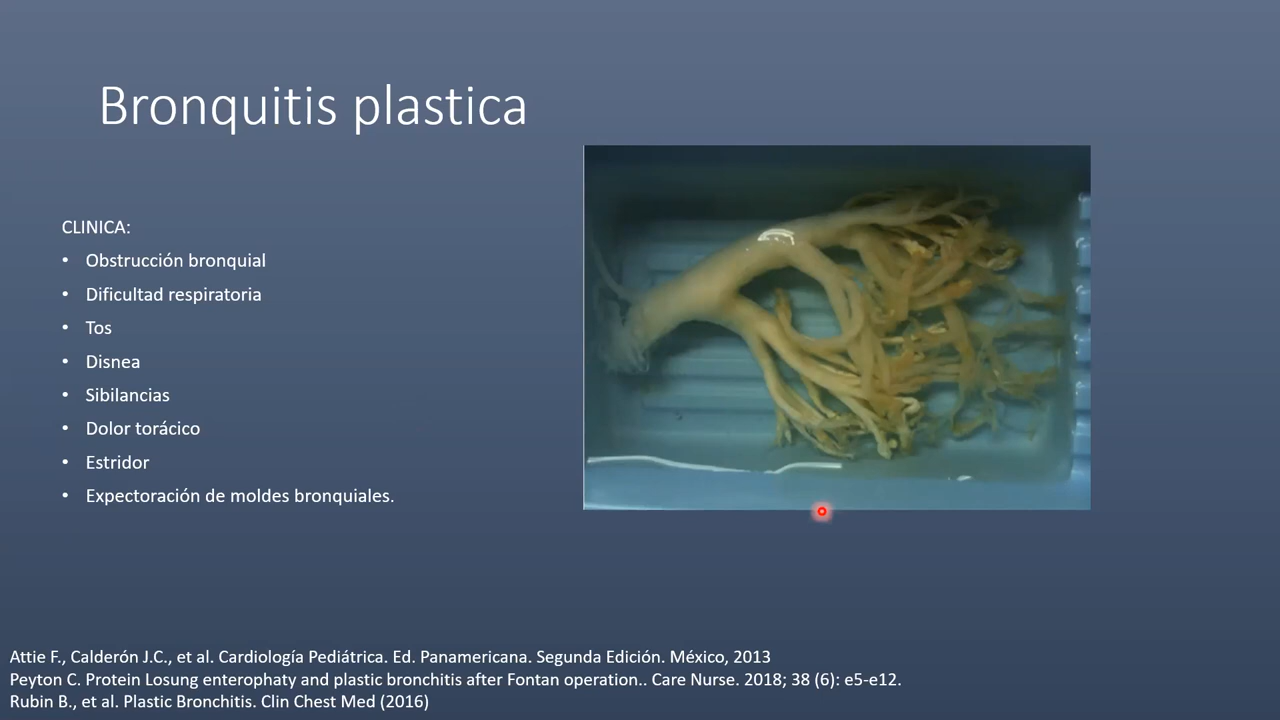 Bronquitis plastica
CLINICA:
• Obstrucción bronquial
• Dificultad respiratoria
• Tos
• Disnea
• Sibilancias
• Dolor torácico
• Estridor
• Expectoración de moldes bronquiales.
Attie F., Calderón J.C., et al. Cardiología Pediátrica. Ed. Panamericana. Segunda Edición. México, 2013
Peyton C. Protein Losung enterophaty and plastic bronchitis after Fontan operation.. Care Nurse. 2018; 38 (6): e5-e12.
Rubin B., et al. Plastic Bronchitis. Clin Chest Med (2016)